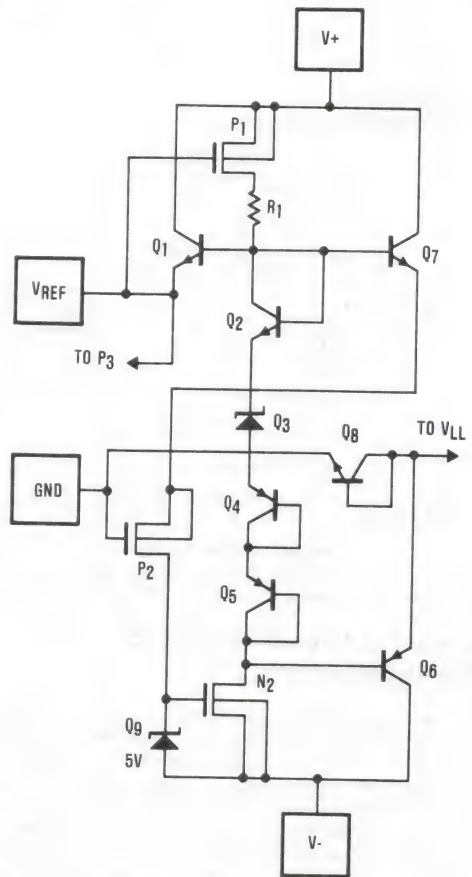 V+
P1
R1
Q1
Q7
VREF
Q2
TO P3
Q3
Q8
TO VLL
GND
Q4
P2
Q5
Q6
N2
Q9
5V
V-